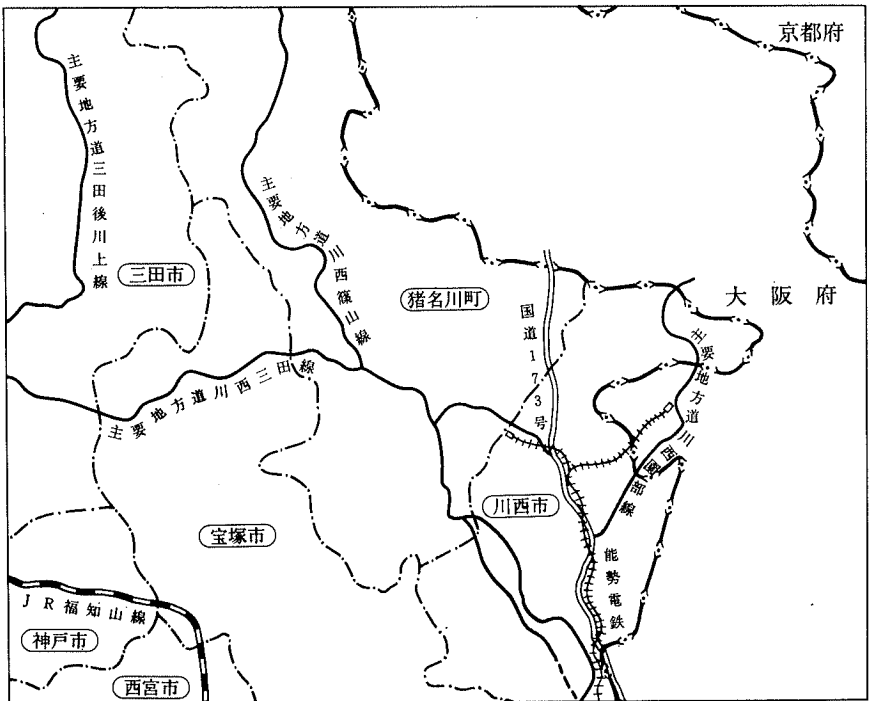 京都府
大阪府
主要地方道三田後川上線
主要地方道川西篠山線
三田市
猪名川町
国道173号
主要地方道川西園部線
主要地方道川西三田線
川西市
宝塚市
能勢電鉄
JR福知山線
神戸市
西宮市